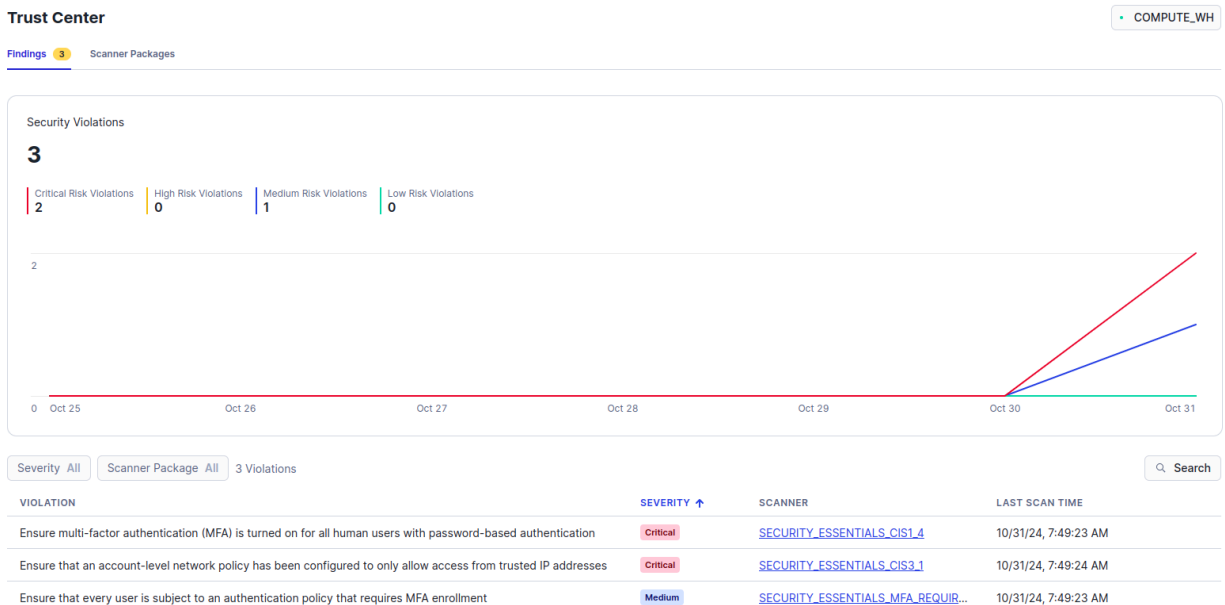 Trust Center
COMPUTE_WH
Findings 3 Scanner Packages
Security Violations
3
Critical Risk Violations High Risk Violations Medium Risk Violations Low Risk Violations
2 0 1 0
2
0 Oct 25 Oct 26 Oct 27 Oct 28 Oct 29 Oct 30 Oct 31
Severity All Scanner Package All 3 Violations Search
VIOLATION SEVERITY ↑ SCANNER LAST SCAN TIME
Ensure multi-factor authentication (MFA) is turned on for all human users with password-based authentication Critical SECURITY_ESSENTIALS_CIS1_4 10/31/24, 7:49:23 AM
Ensure that an account-level network policy has been configured to only allow access from trusted IP addresses Critical SECURITY_ESSENTIALS_CIS3_1 10/31/24, 7:49:24 AM
Ensure that every user is subject to an authentication policy that requires MFA enrollment Medium SECURITY_ESSENTIALS_MFA_REQUIR... 10/31/24, 7:49:23 AM